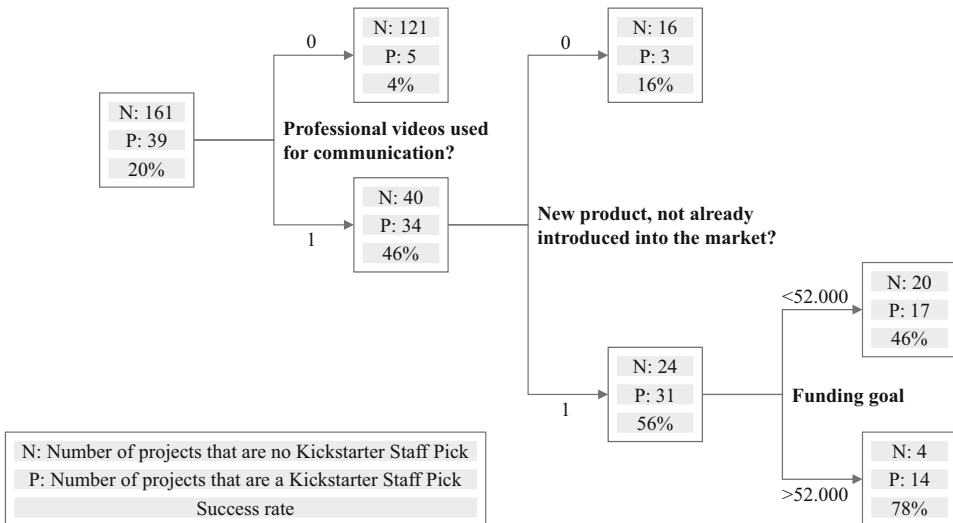 N: 161
P: 39
20%
0
N: 121
P: 5
4%
Professional videos used
for communication?
1
N: 40
P: 34
46%
0
N: 16
P: 3
16%
New product, not already
introduced into the market?
1
N: 24
P: 31
56%
<52.000
N: 20
P: 17
46%
Funding goal
>52.000
N: 4
P: 14
78%
N: Number of projects that are no Kickstarter Staff Pick
P: Number of projects that are a Kickstarter Staff Pick
Success rate